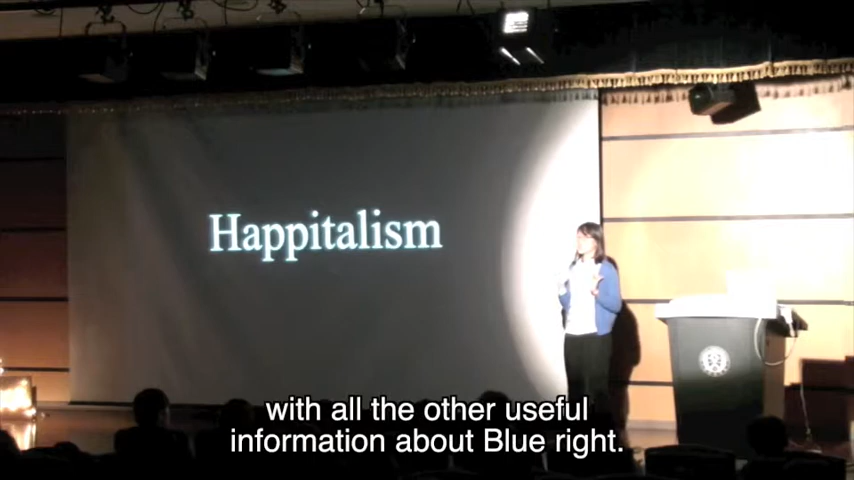 Happitalism
with all the other useful
information about Blue right.